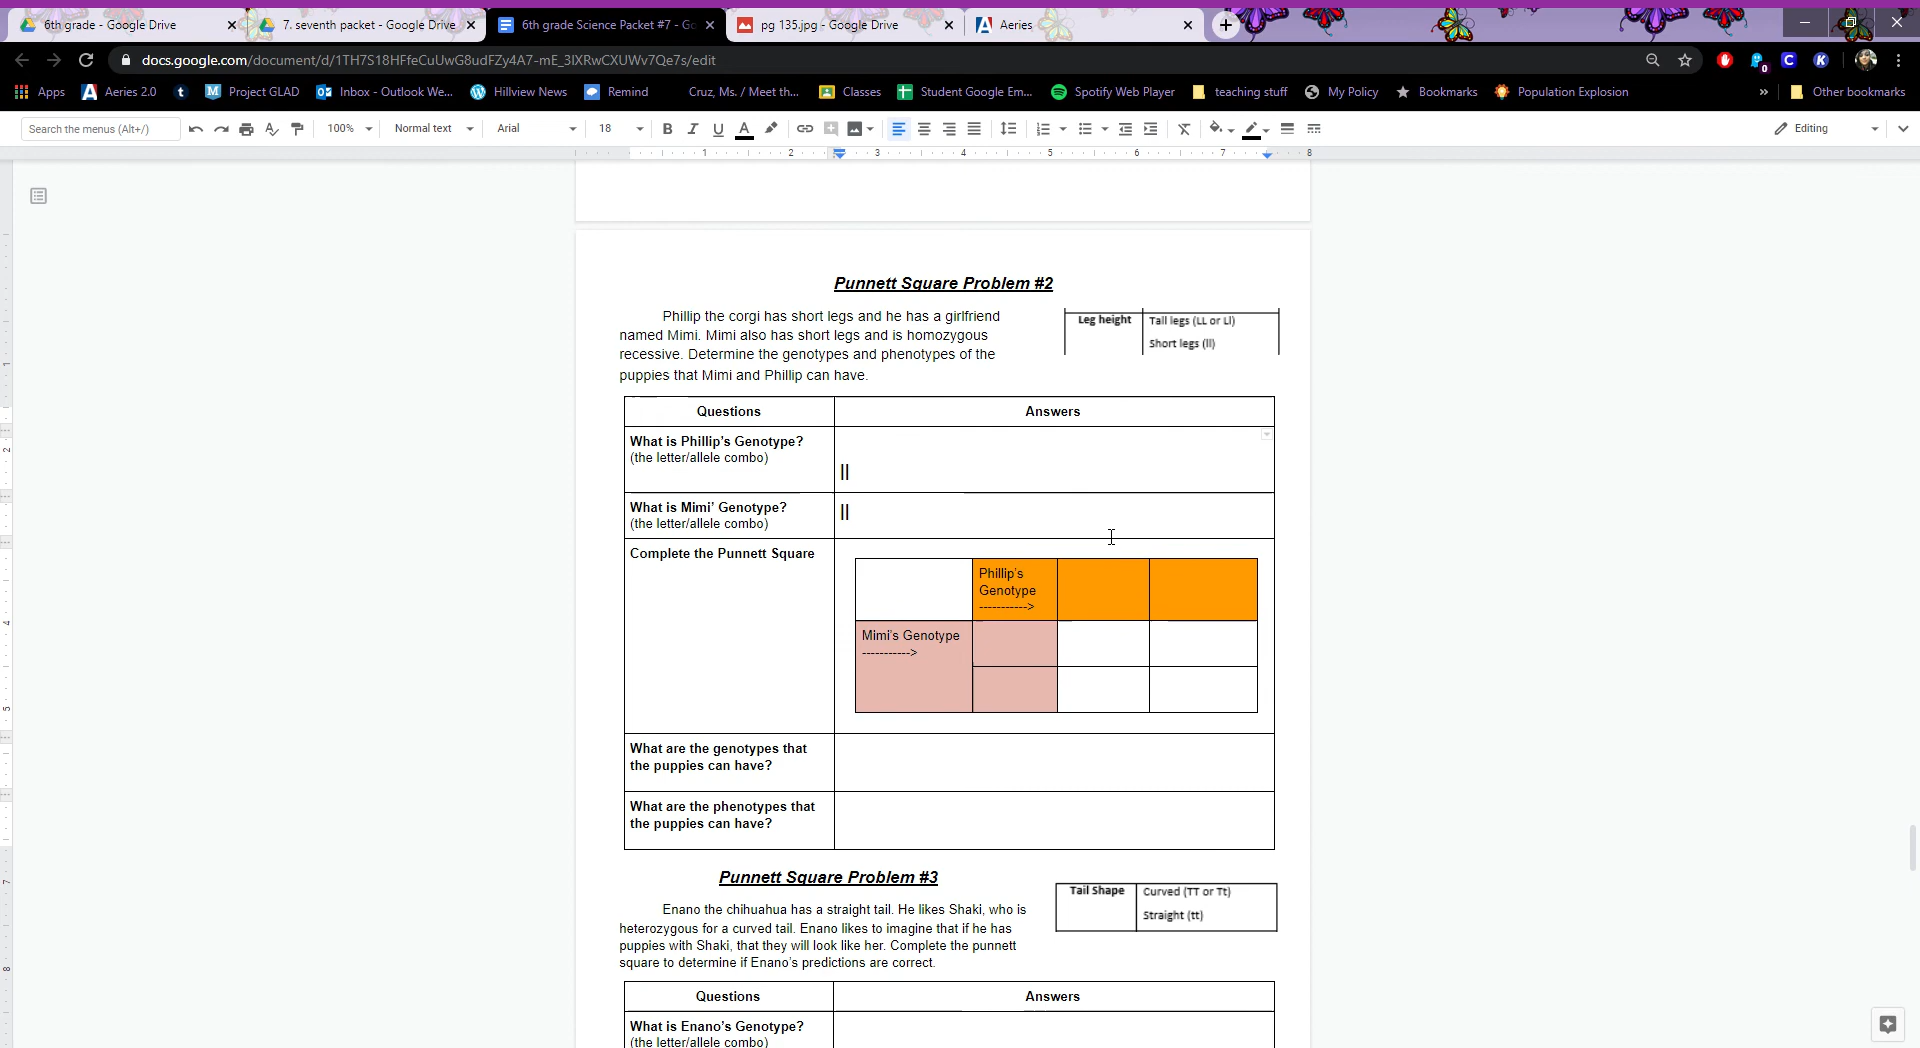 6th grade - Google Drive
7. seventh packet - Google Drive
6th grade Science Packet #7 - Go
pg 135.jpg - Google Drive
Aeries
docs.google.com/document/d/1TH7S18HFfeCuUwG8udFZy4A7-mE_3lXRwCXUWv7Qe7s/edit
Apps Aeries 2.0 Project GLAD Inbox - Outlook We... Hillview News Remind Cruz, Ms. / Meet th... Classes Student Google Em... Spotify Web Player teaching stuff My Policy Bookmarks Population Explosion » Other bookmarks
Search the menus (Alt+/) 100% Normal text Arial 18 B I U A Editing
1 2 3 4 5 6 7 8
Punnett Square Problem #2
Phillip the corgi has short legs and he has a girlfriend
named Mimi. Mimi also has short legs and is homozygous
recessive. Determine the genotypes and phenotypes of the
puppies that Mimi and Phillip can have.
Leg height
Tall legs (LL or Ll)
Short legs (ll)
Questions Answers
What is Phillip's Genotype?
(the letter/allele combo)
ll
What is Mimi' Genotype?
(the letter/allele combo)
ll
Complete the Punnett Square
Phillip's
Genotype
----------->
Mimi's Genotype
----------->
What are the genotypes that
the puppies can have?
What are the phenotypes that
the puppies can have?
Punnett Square Problem #3
Enano the chihuahua has a straight tail. He likes Shaki, who is
heterozygous for a curved tail. Enano likes to imagine that if he has
puppies with Shaki, that they will look like her. Complete the punnett
square to determine if Enano's predictions are correct.
Tail Shape
Curved (TT or Tt)
Straight (tt)
Questions Answers
What is Enano's Genotype?
(the letter/allele combo)